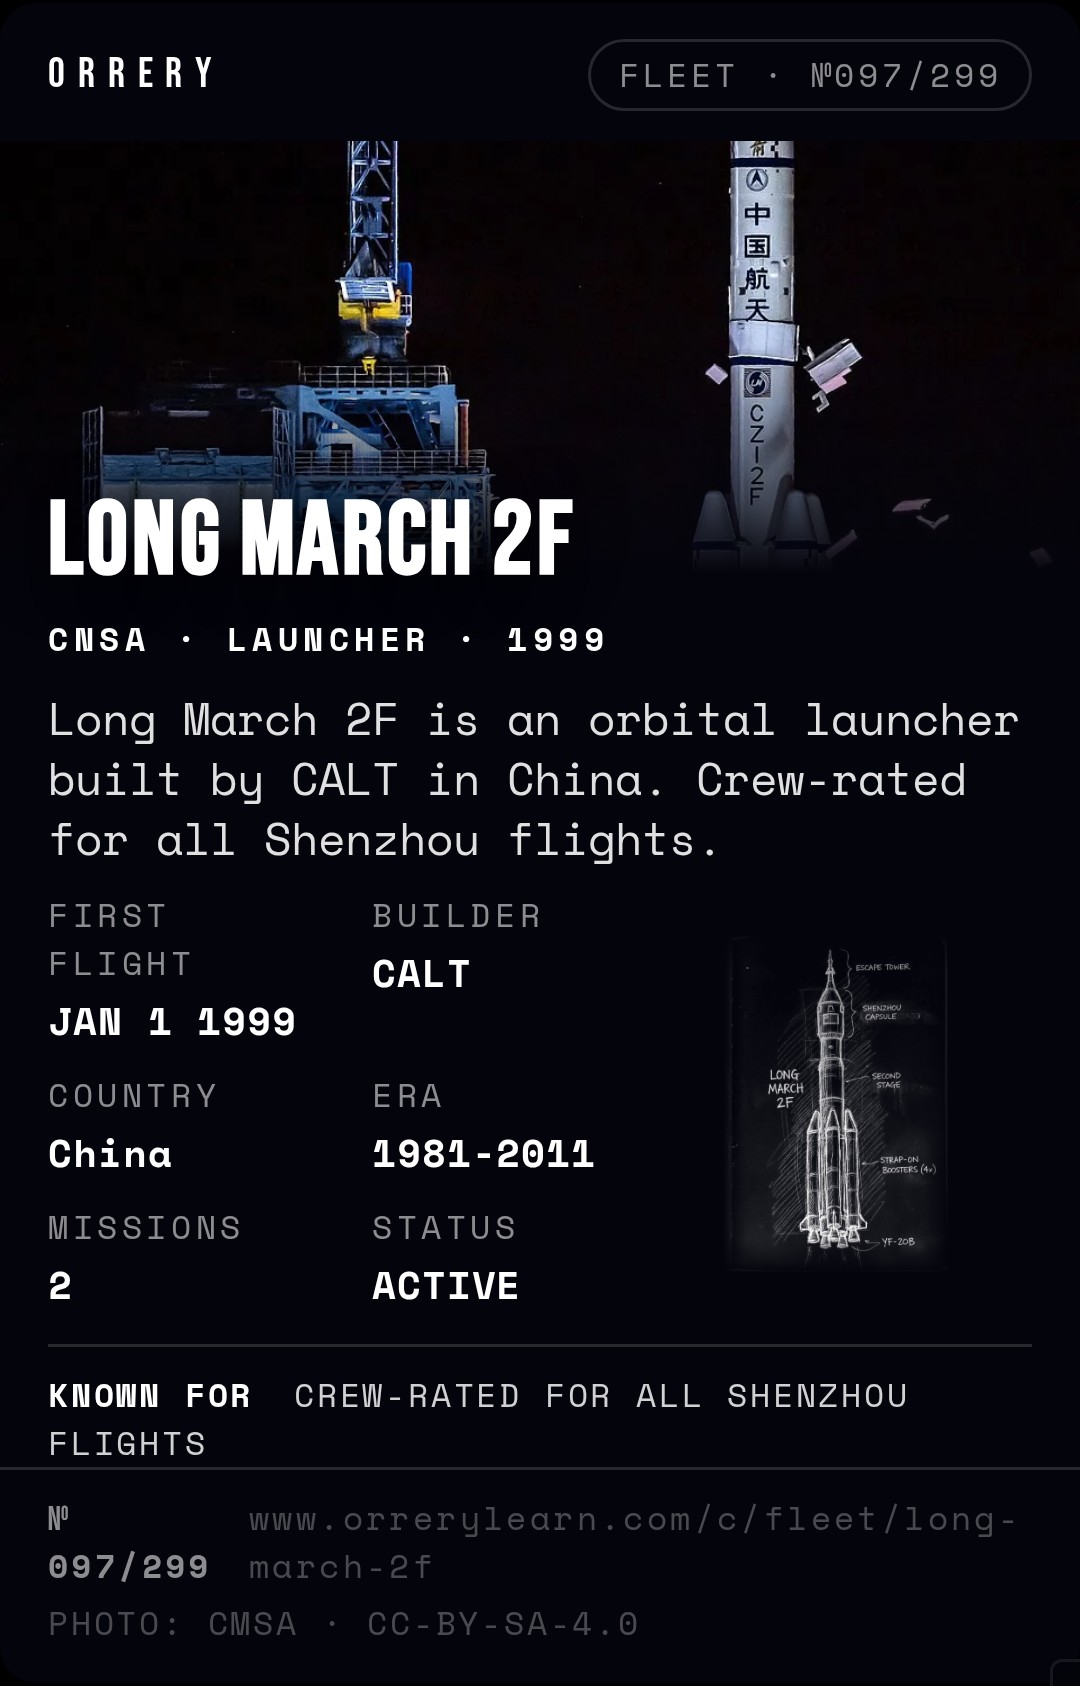 ORRERY
FLEET · №097/299
中
国
航
天
CZ-2F
LONG MARCH 2F
CNSA · LAUNCHER · 1999
Long March 2F is an orbital launcher
built by CALT in China. Crew-rated
for all Shenzhou flights.
FIRST
FLIGHT
JAN 1 1999
BUILDER
CALT
COUNTRY
China
ERA
1981-2011
MISSIONS
2
STATUS
ACTIVE
ESCAPE TOWER
SHENZHOU
CAPSULE
LONG
MARCH
2F
SECOND
STAGE
STRAP-ON
BOOSTERS (4x)
YF-20B
KNOWN FOR CREW-RATED FOR ALL SHENZHOU
FLIGHTS
№
097/299
www.orrerylearn.com/c/fleet/long-
march-2f
PHOTO: CMSA · CC-BY-SA-4.0